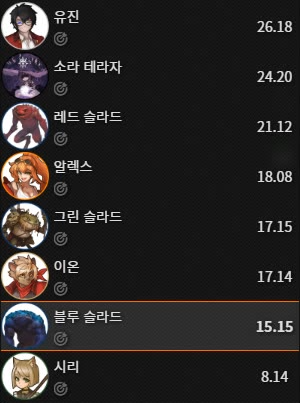 유진
26.18
소라 테라자
24.20
레드 슬라드
21.12
알렉스
18.08
그린 슬라드
17.15
이온
17.14
블루 슬라드
15.15
시리
8.14